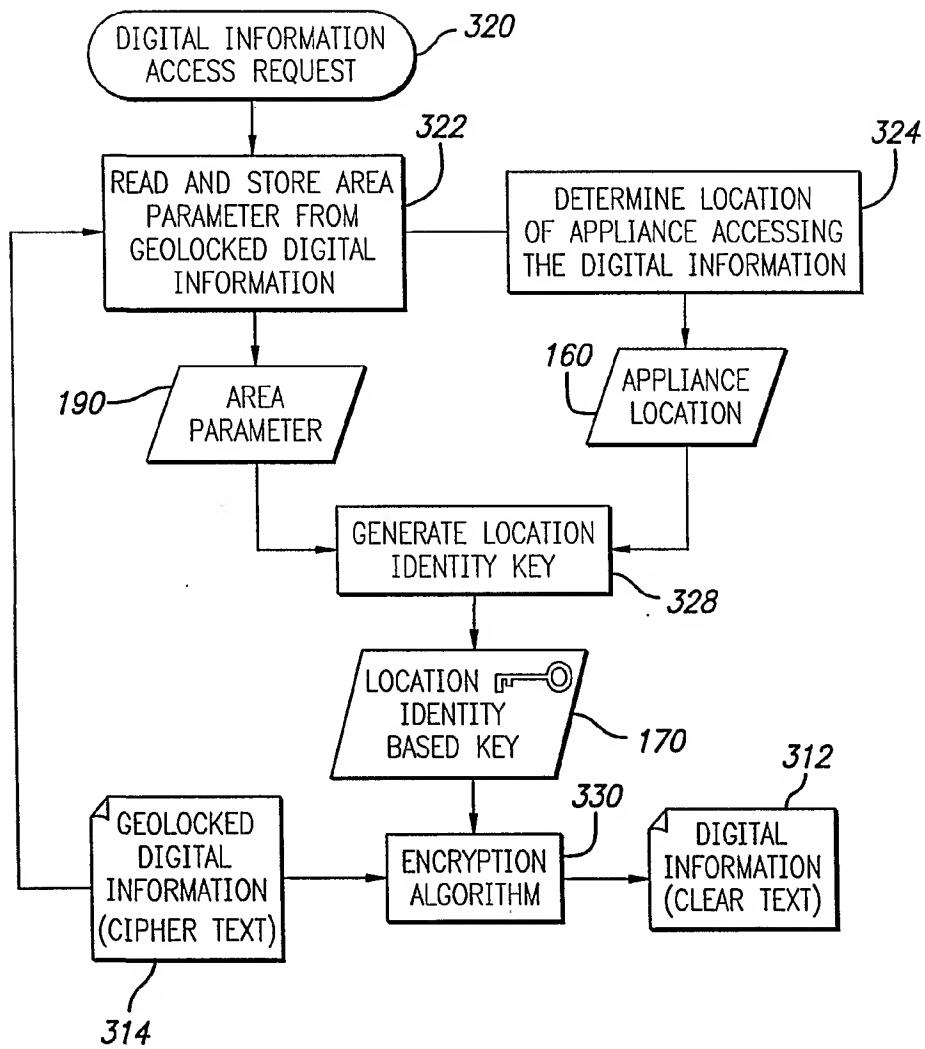 DIGITAL INFORMATION
ACCESS REQUEST
320
322
READ AND STORE AREA
PARAMETER FROM
GEOLOCKED DIGITAL
INFORMATION
324
DETERMINE LOCATION
OF APPLIANCE ACCESSING
THE DIGITAL INFORMATION
190
AREA
PARAMETER
160
APPLIANCE
LOCATION
GENERATE LOCATION
IDENTITY KEY
328
LOCATION
IDENTITY
BASED KEY
170
GEOLOCKED
DIGITAL
INFORMATION
(CIPHER TEXT)
314
330
ENCRYPTION
ALGORITHM
312
DIGITAL
INFORMATION
(CLEAR TEXT)